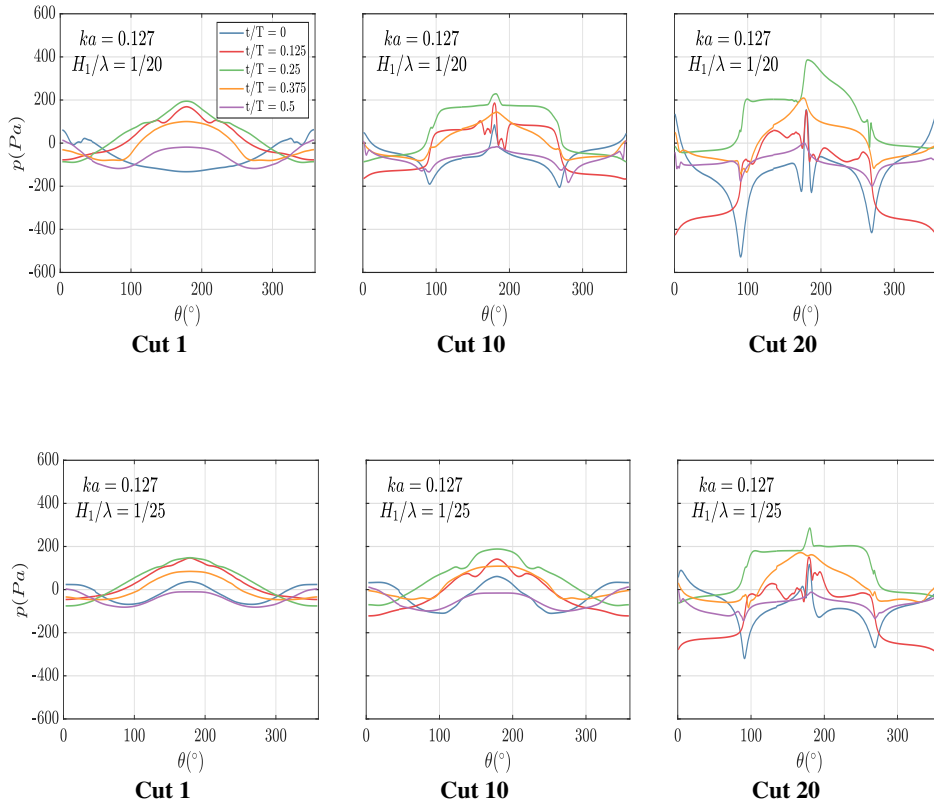 ka = 0.127
H₁/λ = 1/20
t/T = 0
t/T = 0.125
t/T = 0.25
t/T = 0.375
t/T = 0.5
p(Pa)
600
400
200
0
-200
-400
-600
0 100 200 300
θ(°)
Cut 1
ka = 0.127
H₁/λ = 1/20
0 100 200 300
θ(°)
Cut 10
ka = 0.127
H₁/λ = 1/20
0 100 200 300
θ(°)
Cut 20
ka = 0.127
H₁/λ = 1/25
p(Pa)
600
400
200
0
-200
-400
-600
0 100 200 300
θ(°)
Cut 1
ka = 0.127
H₁/λ = 1/25
0 100 200 300
θ(°)
Cut 10
ka = 0.127
H₁/λ = 1/25
0 100 200 300
θ(°)
Cut 20